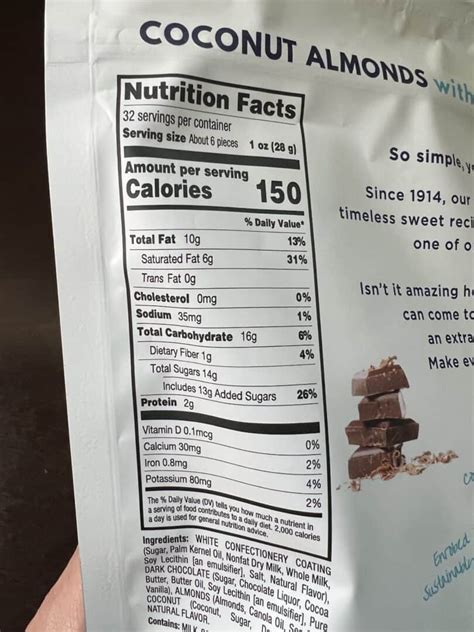 COCONUT ALMONDS with
Nutrition Facts
32 servings per container
Serving size About 6 pieces 1 oz (28 g)
Amount per serving
Calories 150
% Daily Value*
Total Fat 10g 13%
Saturated Fat 6g 31%
Trans Fat 0g
Cholesterol 0mg 0%
Sodium 35mg 1%
Total Carbohydrate 16g 6%
Dietary Fiber 1g 4%
Total Sugars 14g
Includes 13g Added Sugars 26%
Protein 2g
Vitamin D 0.1mcg 0%
Calcium 30mg 2%
Iron 0.8mg 4%
Potassium 80mg 2%
The % Daily Value (DV) tells you how much a nutrient in
a serving of food contributes to a daily diet. 2,000 calories
a day is used for general nutrition advice.
Ingredients: WHITE CONFECTIONERY COATING
(Sugar, Palm Kernel Oil, Nonfat Dry Milk, Whole Milk,
Soy Lecithin [an emulsifier], Salt, Natural Flavor),
DARK CHOCOLATE (Sugar, Chocolate Liquor, Cocoa
Butter, Butter Oil, Soy Lecithin [an emulsifier], Pure
Vanilla), ALMONDS (Almonds, Canola Oil, Salt),
COCONUT (Coconut, Sugar,
NATURAL FLAVOR.
Contains:
So simple,
Since 1914, our
timeless sweet
one of
Isn't it amazing
can come to
an extra
Make
Enrobed